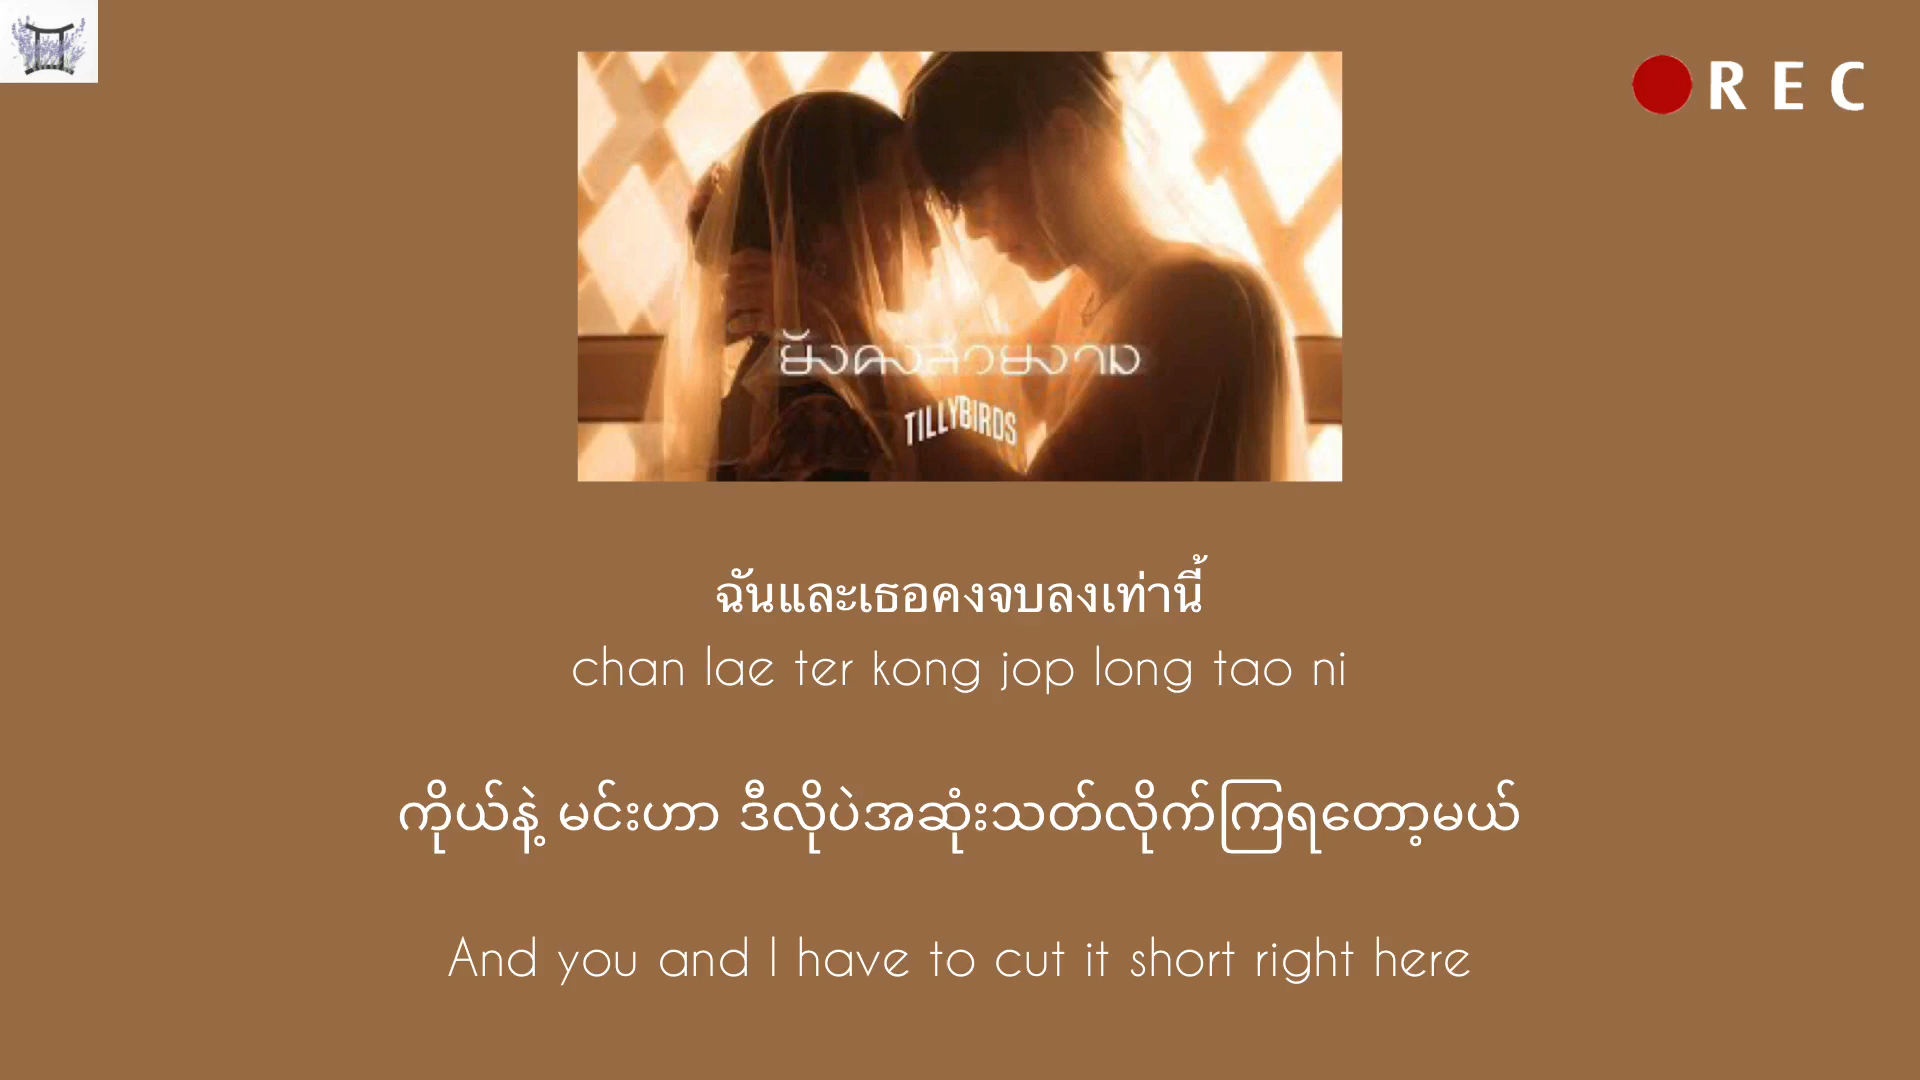 REC
ยังคงสวยงาม
TILLYBIRDS
ฉันและเธอคงจบลงเท่านี้
chan lae ter kong jop long tao ni
ကိုယ်နဲ့ မင်းဟာ ဒီလိုပဲအဆုံးသတ်လိုက်ကြရတော့မယ်
And you and I have to cut it short right here